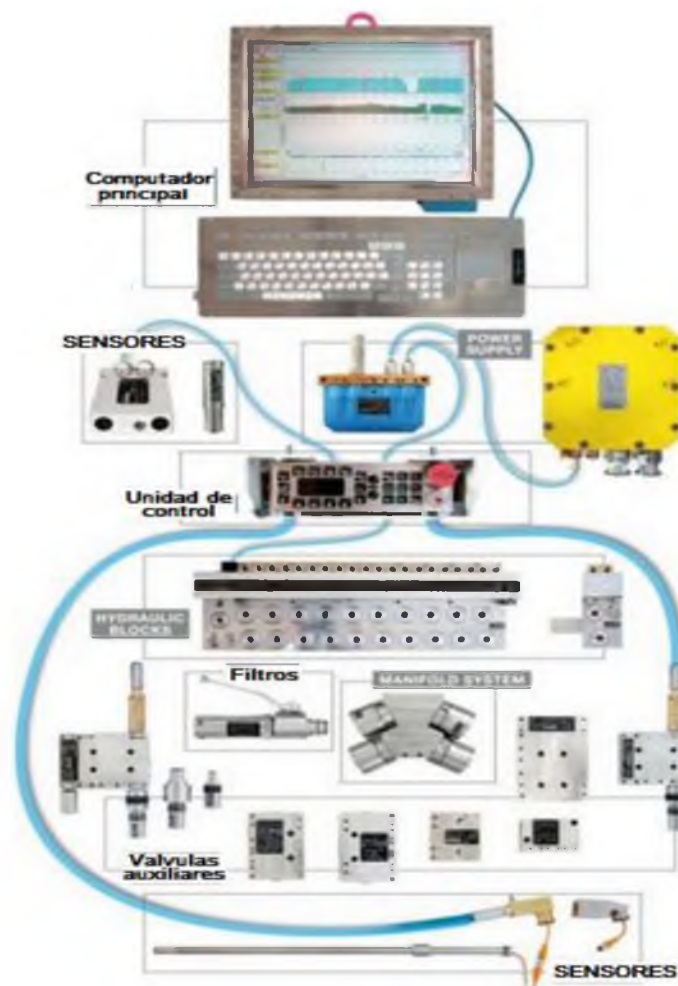 Computador
principal
SENSORES
POWER
SUPPLY
Unidad de
control
HYDRAULIC
BLOCKS
Filtros
MANIFOLD SYSTEM
Valvulas
auxiliares
SENSORES